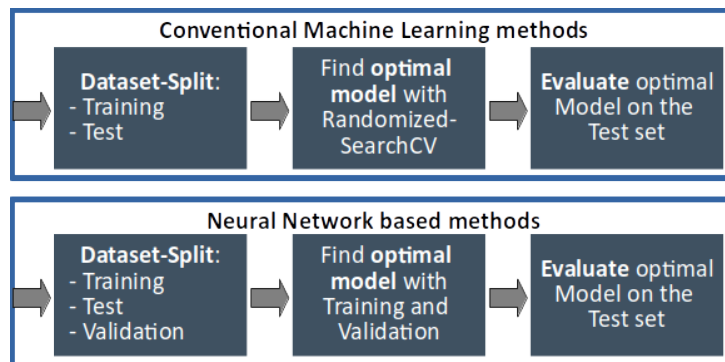 Conventional Machine Learning methods
Dataset-Split:
- Training
- Test
Find optimal
model with
Randomized-
SearchCV
Evaluate optimal
Model on the
Test set
Neural Network based methods
Dataset-Split:
- Training
- Test
- Validation
Find optimal
model with
Training and
Validation
Evaluate optimal
Model on the
Test set